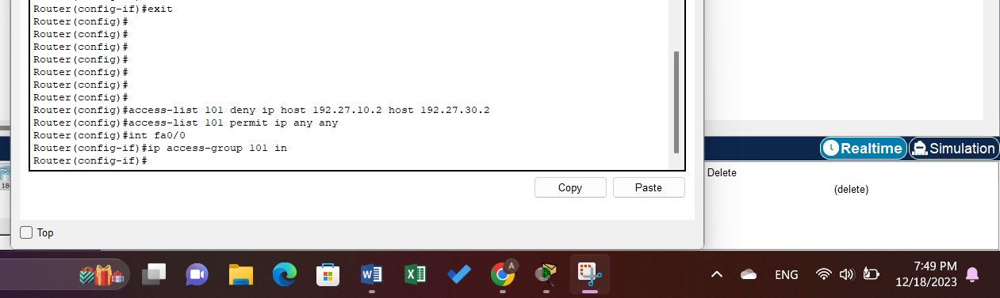 Router(config-if)#exit
Router(config)#
Router(config)#
Router(config)#
Router(config)#
Router(config)#
Router(config)#
Router(config)#
Router(config)#access-list 101 deny ip host 192.27.10.2 host 192.27.30.2
Router(config)#access-list 101 permit ip any any
Router(config)#int fa0/0
Router(config-if)#ip access-group 101 in
Router(config-if)#
Copy
Paste
Top
Realtime
Simulation
Delete
(delete)
18
A
ENG
7:49 PM
12/18/2023